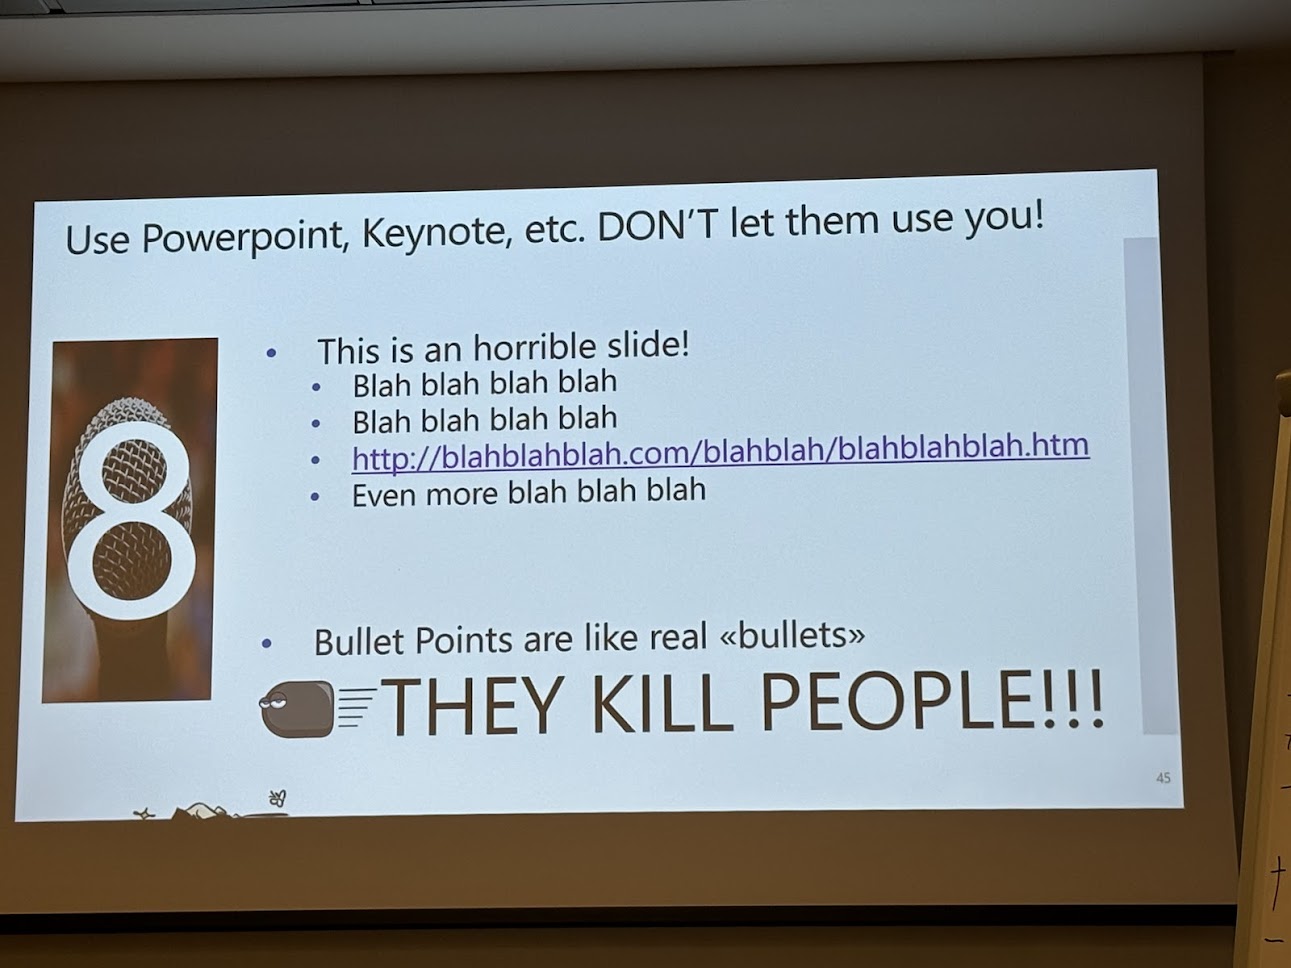 Use Powerpoint, Keynote, etc. DON'T let them use you!
8
• This is an horrible slide!
• Blah blah blah blah
• Blah blah blah blah
• http://blahblahblah.com/blahblah/blahblahblah.htm
• Even more blah blah blah
• Bullet Points are like real «bullets»
THEY KILL PEOPLE!!!
45